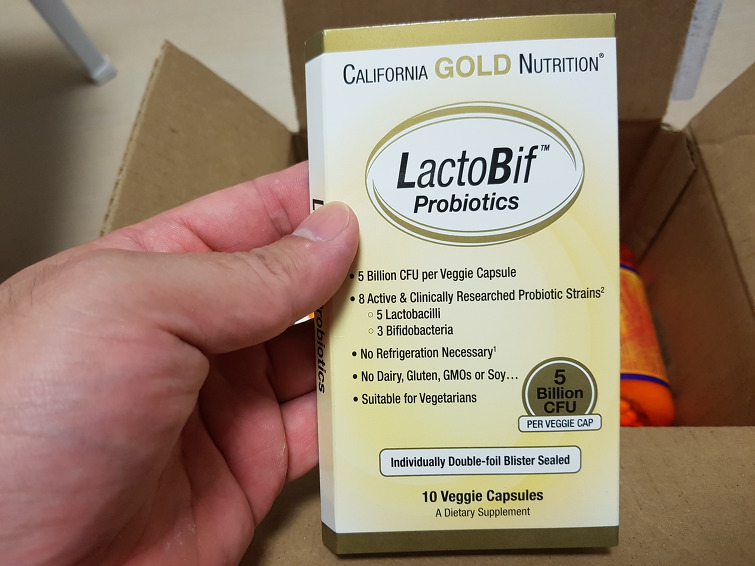 CALIFORNIA GOLD NUTRITION®
LactoBif™
Probiotics
• 5 Billion CFU per Veggie Capsule
• 8 Active & Clinically Researched Probiotic Strains²
○ 5 Lactobacilli
○ 3 Bifidobacteria
• No Refrigeration Necessary¹
• No Dairy, Gluten, GMOs or Soy...
• Suitable for Vegetarians
5
Billion
CFU
PER VEGGIE CAP
Individually Double-foil Blister Sealed
10 Veggie Capsules
A Dietary Supplement